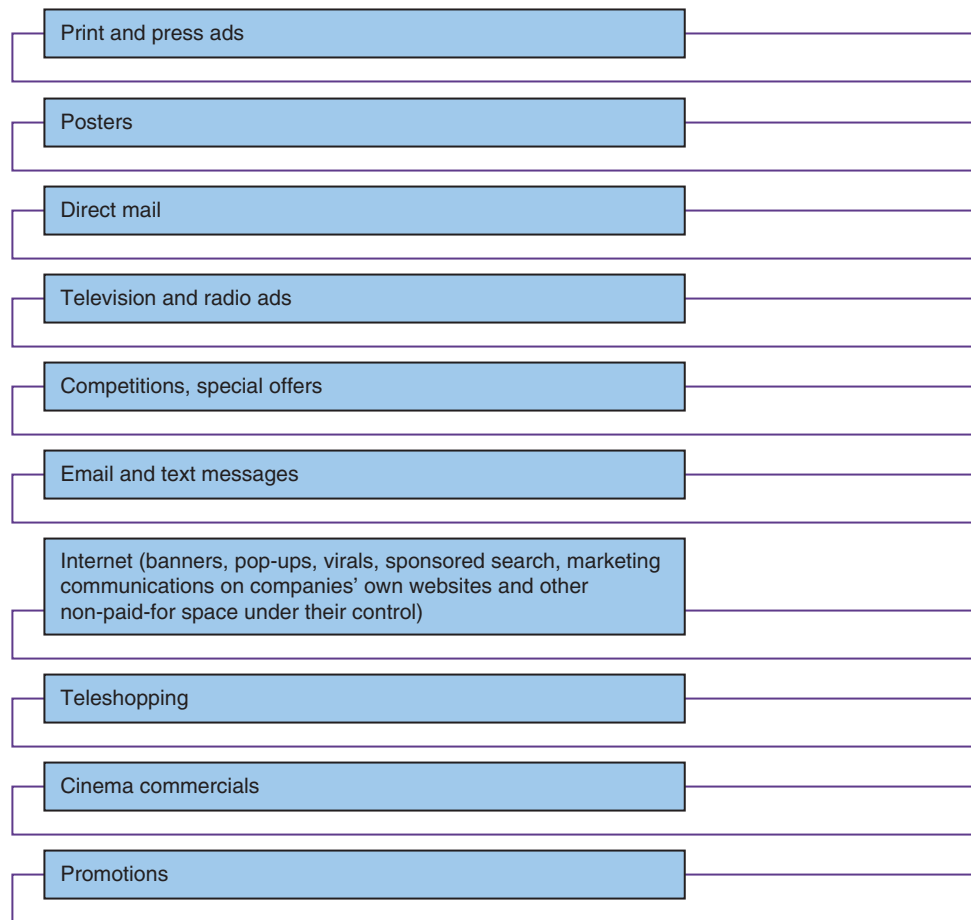 Print and press ads
Posters
Direct mail
Television and radio ads
Competitions, special offers
Email and text messages
Internet (banners, pop-ups, virals, sponsored search, marketing
communications on companies’ own websites and other
non-paid-for space under their control)
Teleshopping
Cinema commercials
Promotions